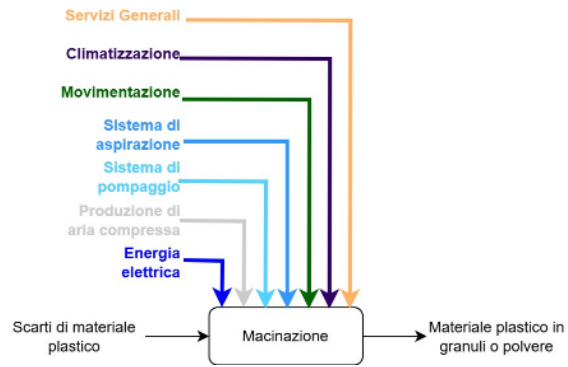 Servizi Generali
Climatizzazione
Movimentazione
Sistema di
aspirazione
Sistema di
pompaggio
Produzione di
aria compressa
Energia
elettrica
Scarti di materiale
plastico
Macinazione
Materiale plastico in
granuli o polvere